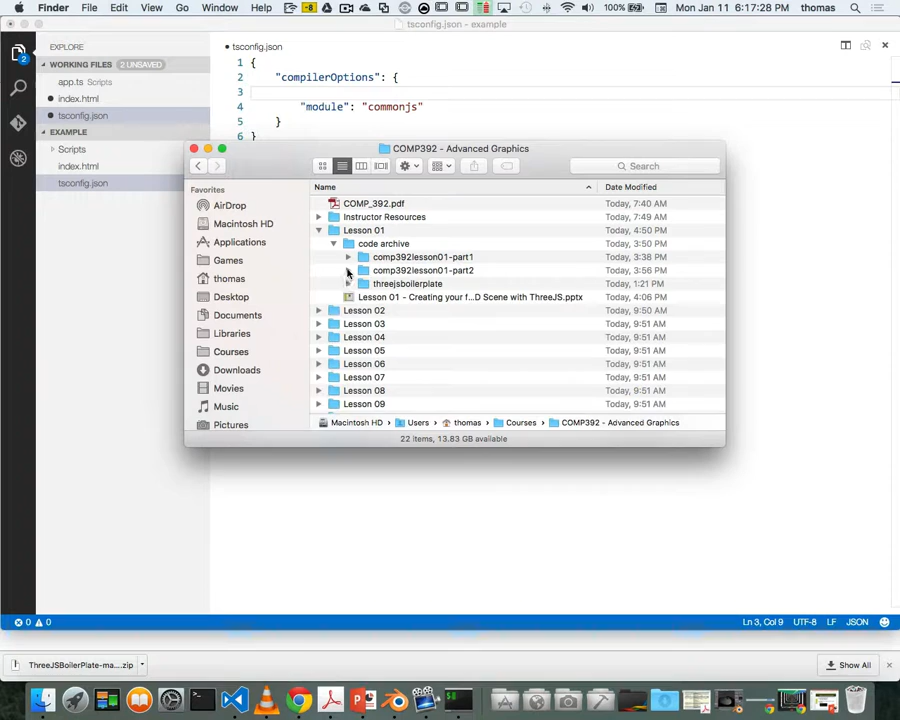 Finder File Edit View Go Window Help -8 100% Mon Jan 11 6:17:28 PM thomas
tsconfig.json - example
EXPLORE
WORKING FILES 2 UNSAVED
app.ts Scripts
index.html
tsconfig.json
EXAMPLE
Scripts
index.html
tsconfig.json
2
tsconfig.json
1 {
2 "compilerOptions": {
3
4 "module": "commonjs"
5 }
6 }
COMP392 - Advanced Graphics
Search
Favorites
AirDrop
Macintosh HD
Applications
Games
thomas
Desktop
Documents
Libraries
Courses
Downloads
Movies
Music
Pictures
Name Date Modified
COMP_392.pdf Today, 7:40 AM
Instructor Resources Today, 7:49 AM
Lesson 01 Today, 4:50 PM
code archive Today, 3:50 PM
comp392lesson01-part1 Today, 3:38 PM
comp392lesson01-part2 Today, 3:56 PM
threejsboilerplate Today, 1:21 PM
Lesson 01 - Creating your f...D Scene with ThreeJS.pptx Today, 4:06 PM
Lesson 02 Today, 9:50 AM
Lesson 03 Today, 9:51 AM
Lesson 04 Today, 9:51 AM
Lesson 05 Today, 9:51 AM
Lesson 06 Today, 9:51 AM
Lesson 07 Today, 9:51 AM
Lesson 08 Today, 9:51 AM
Lesson 09 Today, 9:51 AM
Macintosh HD Users thomas Courses COMP392 - Advanced Graphics
22 items, 13.83 GB available
0 0 Ln 3, Col 9 UTF-8 LF JSON
ThreeJSBoilerPlate-ma....zip Show All